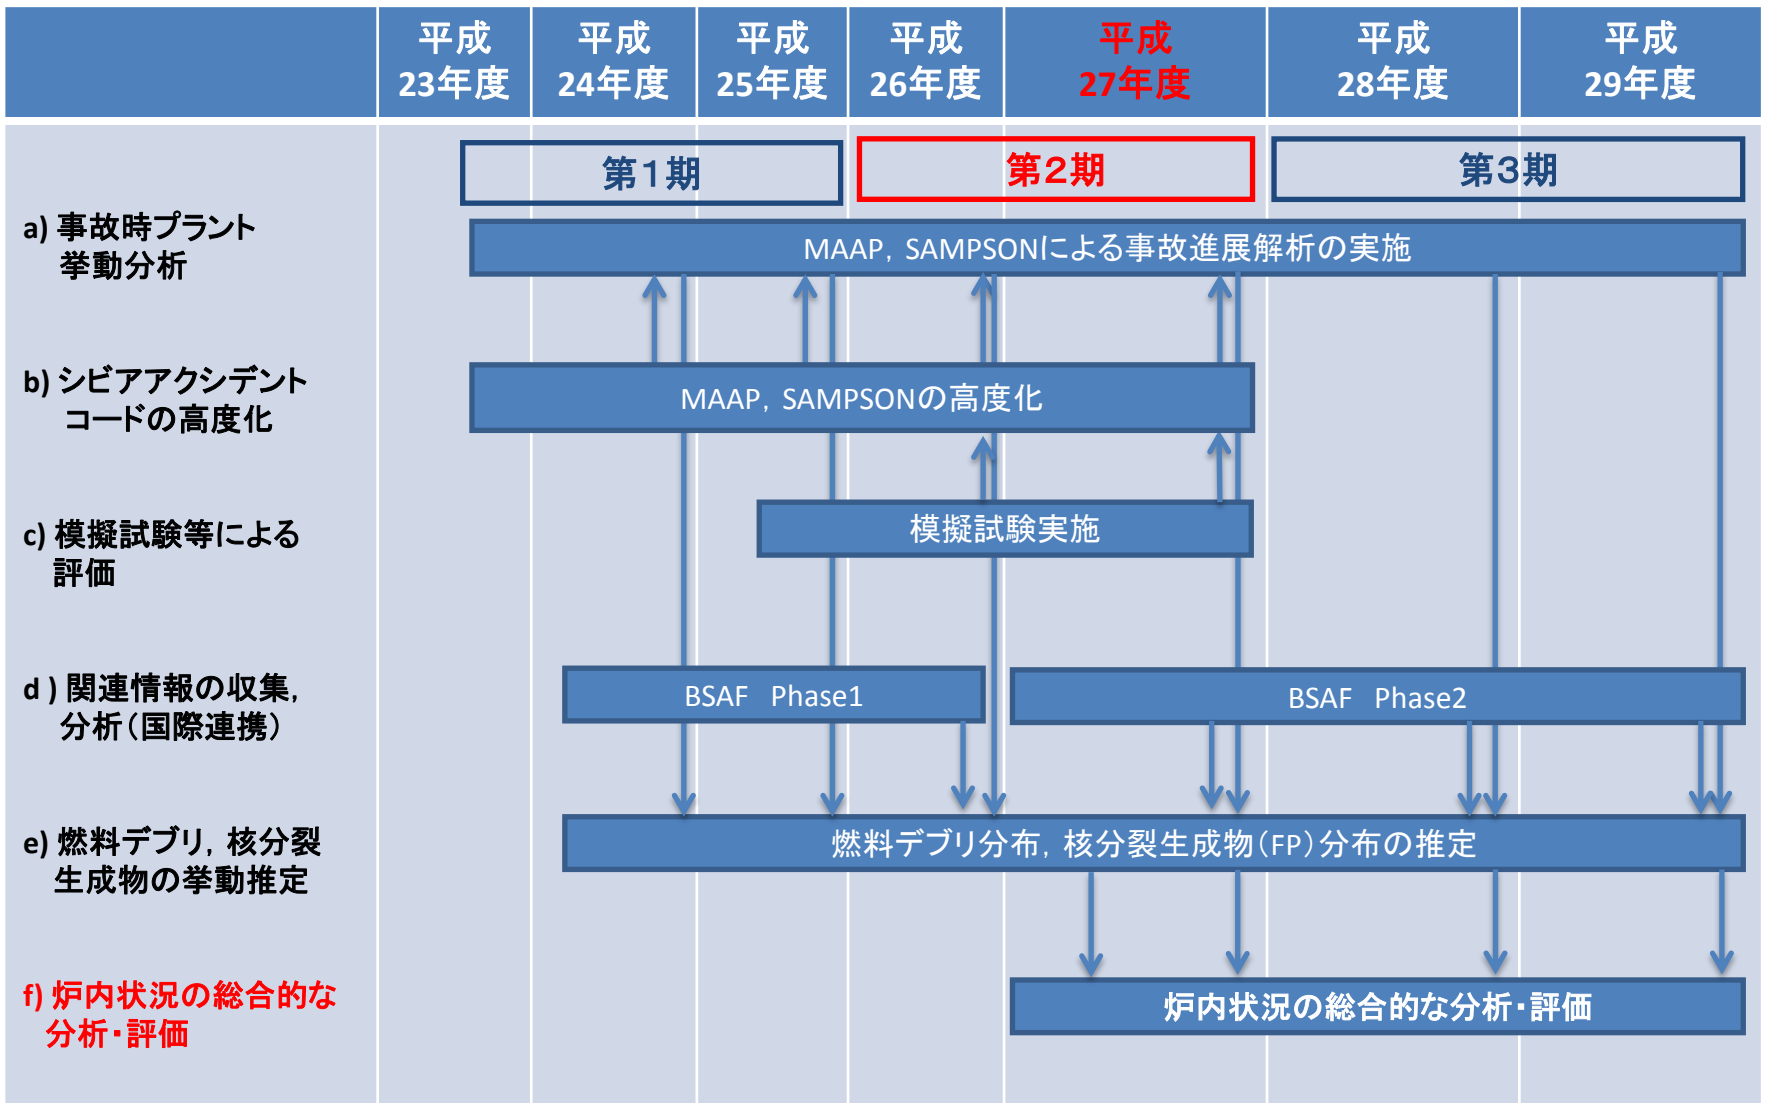 平成
23年度
平成
24年度
平成
25年度
平成
26年度
平成
27年度
平成
28年度
平成
29年度
第１期
第２期
第３期
a) 事故時プラント
挙動分析
MAAP，SAMPSONによる事故進展解析の実施
b) シビアアクシデント
コードの高度化
MAAP，SAMPSONの高度化
c) 模擬試験等による
評価
模擬試験実施
d ) 関連情報の収集，
分析（国際連携）
BSAF　Phase1
BSAF　Phase2
e) 燃料デブリ，核分裂
生成物の挙動推定
燃料デブリ分布，核分裂生成物（FP）分布の推定
f) 炉内状況の総合的な
分析・評価
炉内状況の総合的な分析・評価